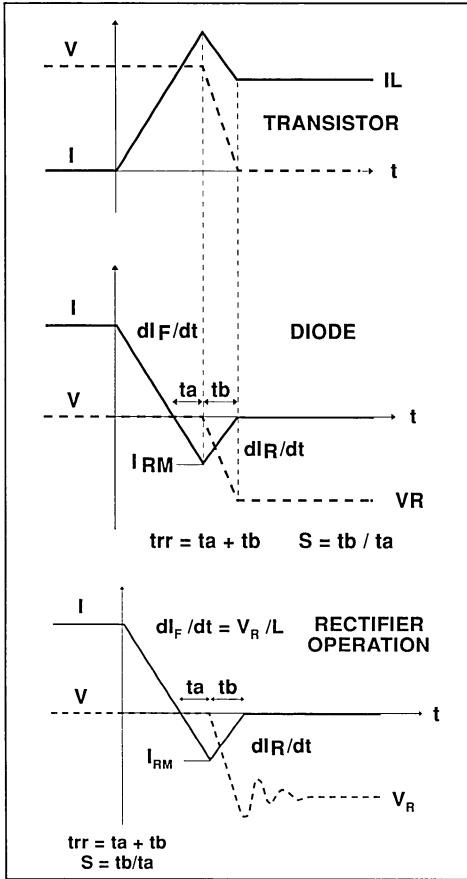 V
IL
TRANSISTOR
I
t
I
dIF/dt
DIODE
V
ta
tb
t
IRM
dIR/dt
VR
trr = ta + tb
S = tb / ta
I
dIF /dt = VR /L
RECTIFIER
OPERATION
V
ta
tb
t
IRM
dIR/dt
VR
trr = ta + tb
S = tb/ta